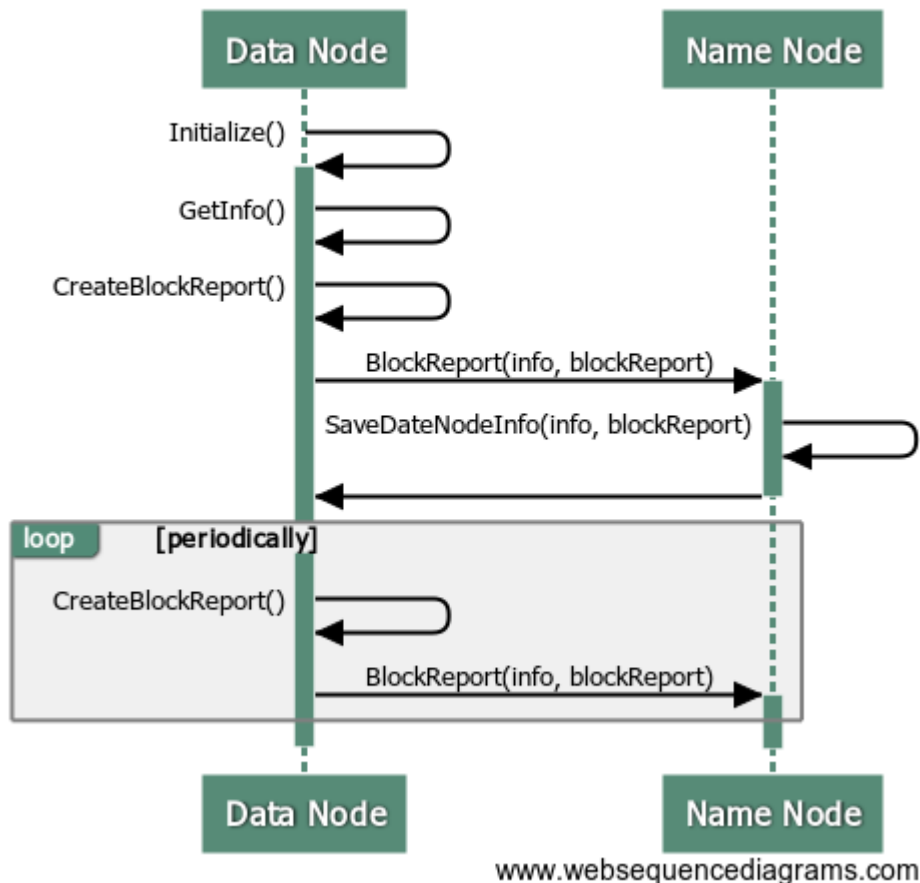 Data Node
Name Node
Initialize()
GetInfo()
CreateBlockReport()
BlockReport(info, blockReport)
SaveDateNodeInfo(info, blockReport)
loop
[periodically]
CreateBlockReport()
BlockReport(info, blockReport)
Data Node
Name Node
www.websequencediagrams.com